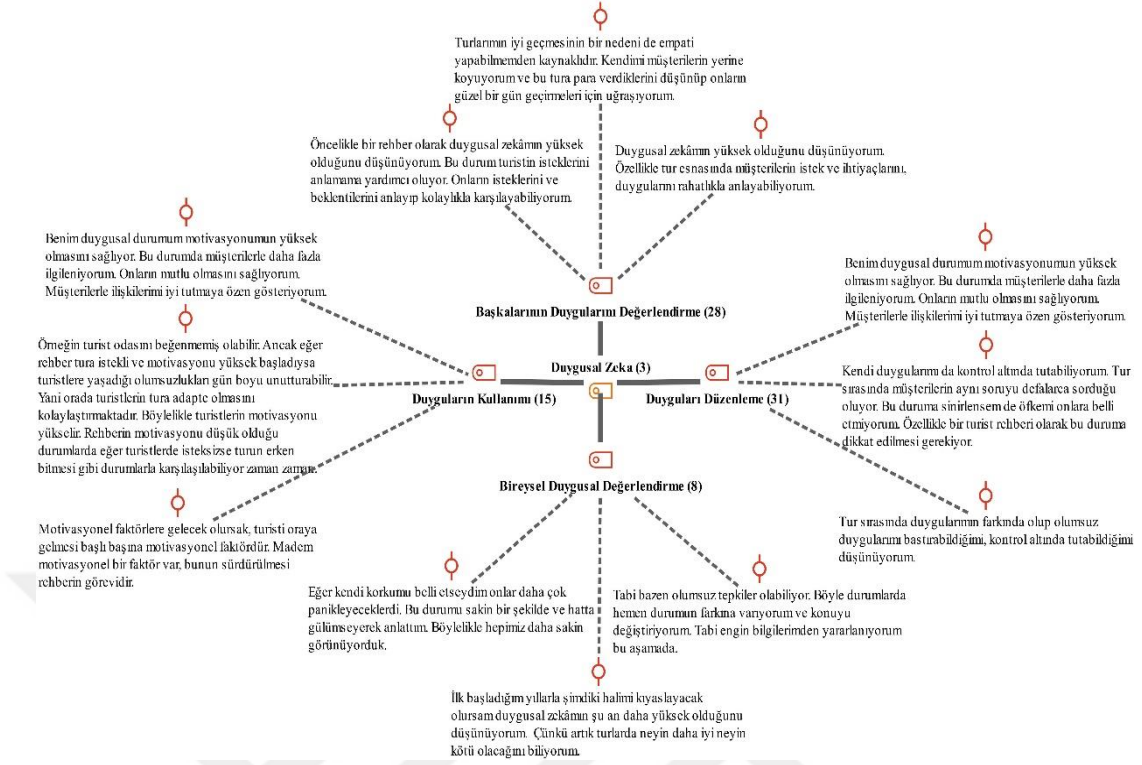 Turlarımın iyi geçmesinin bir nedeni de empati
yapabilmemden kaynaklıdır. Kendimi müşterilerin yerine
koyuyorum ve bu tura para verdiklerini düşünüp onların
güzel bir gün geçirmeleri için uğraşıyorum.
Öncelikle bir rehber olarak duygusal zekâmın yüksek
olduğunu düşünüyorum. Bu durum turistin isteklerini
anlamama yardımcı oluyor. Onların isteklerini ve
beklentilerini anlayıp kolaylıkla karşılayabiliyorum.
Duygusal zekâmın yüksek olduğunu düşünüyorum.
Özellikle tur esnasında müşterilerin istek ve ihtiyaçlarını,
duygularını rahatlıkla anlayabiliyorum.
Benim duygusal durumum motivasyonumun yüksek
olmasını sağlıyor. Bu durumda müşterilerle daha fazla
ilgileniyorum. Onların mutlu olmasını sağlıyorum.
Müşterilerle ilişkilerimi iyi tutmaya özen gösteriyorum.
Benim duygusal durumum motivasyonumun yüksek
olmasını sağlıyor. Bu durumda müşterilerle daha fazla
ilgileniyorum. Onların mutlu olmasını sağlıyorum.
Müşterilerle ilişkilerimi iyi tutmaya özen gösteriyorum.
Başkalarının Duygularını Değerlendirme (28)
Örneğin turist odasını beğenmemiş olabilir. Ancak eğer
rehber tura istekli ve motivasyonu yüksek başladıysa
turistlere yaşadığı olumsuzlukları gün boyu unutturabilir.
Yani orada turistlerin tura adapte olmasını
kolaylaştırmaktadır. Böylelikle turistlerin motivasyonu
yükselir. Rehberin motivasyonu düşük olduğu
durumlarda eğer turistlerde isteksizse turun erken
bitmesi gibi durumlarla karşılaşılabiliyor zaman zaman.
Duygusal Zeka (3)
Duyguların Kullanımı (15)
Duyguları Düzenleme (31)
Kendi duygularımı da kontrol altında tutabiliyorum. Tur
sırasında müşterilerin aynı soruyu defalarca sorduğu
oluyor. Bu duruma sinirlensem de öfkemi onlara belli
etmiyorum. Özellikle bir turist rehberi olarak bu duruma
dikkat edilmesi gerekiyor.
Bireysel Duygusal Değerlendirme (8)
Motivasyonel faktörlere gelecek olursak, turisti oraya
gelmesi başlı başına motivasyonel faktördür. Madem
motivasyonel bir faktör var, bunun sürdürülmesi
rehberin görevidir.
Tur sırasında duygularımın farkında olup olumsuz
duygularımı bastırabildiğimi, kontrol altında tutabildiğimi
düşünüyorum.
Eğer kendi korkumu belli etseydim onlar daha çok
panikleyeceklerdi. Bu durumu sakin bir şekilde ve hatta
gülümseyerek anlattım. Böylelikle hepimiz daha sakin
görünüyorduk.
Tabi bazen olumsuz tepkiler olabiliyor. Böyle durumlarda
hemen durumun farkına varıyorum ve konuyu
değiştiriyorum. Tabi engin bilgilerimden yararlanıyorum
bu aşamada.
İlk başladığım yıllarla şimdiki halimi kıyaslayacak
olursam duygusal zekâmın şu an daha yüksek olduğunu
düşünüyorum. Çünkü artık turlarda neyin daha iyi neyin
kötü olacağını biliyorum.